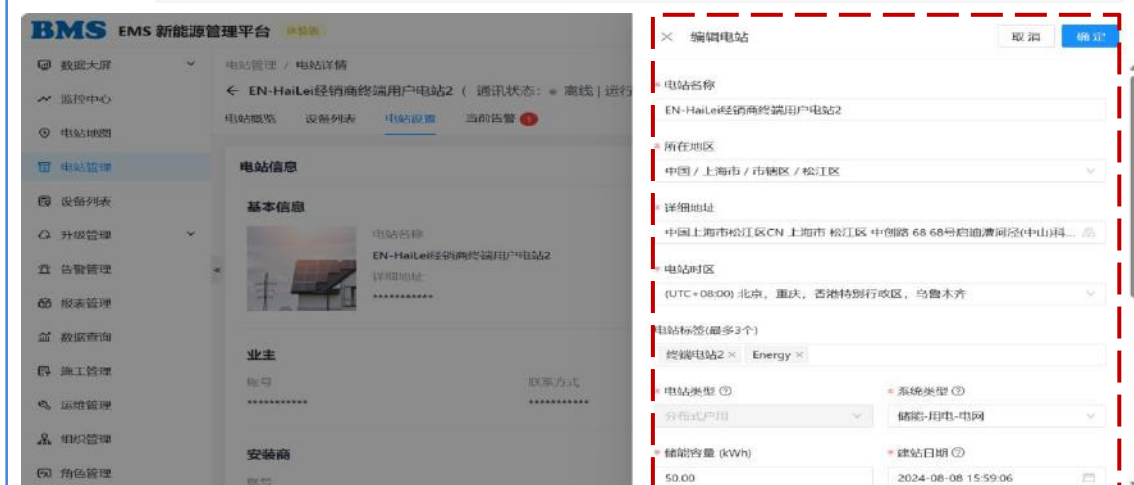 BMS EMS 新能源管理平台 体验版
数据大屏
监控中心
电站地图
电站管理
设备列表
升级管理
告警管理
报表管理
数据查询
施工管理
运维管理
组织管理
角色管理
电站管理 / 电站详情
← EN-HaiLei经销商终端用户电站2 ( 通讯状态: 离线 | 运行
电站概览 设备列表 电站设置 当前告警 1
电站信息
基本信息
电站名称
EN-HaiLei经销商终端用户电站2
详细地址
***********
业主
账号 联系方式
*********** ***********
安装商
账号
× 编辑电站 取消 确定
* 电站名称
EN-HaiLei经销商终端用户电站2
* 所在地区
中国 / 上海市 / 市辖区 / 松江区
* 详细地址
中国上海市松江区CN 上海市 松江区 中创路 68 68号启迪漕河泾(中山)科...
* 电站时区
(UTC+08:00) 北京，重庆，香港特别行政区，乌鲁木齐
电站标签(最多3个)
终端电站2 × Energy ×
* 电站类型 ? * 系统类型 ?
分布式户用 储能-用电-电网
* 储能容量 (kWh) * 建站日期 ?
50.00 2024-08-08 15:59:06